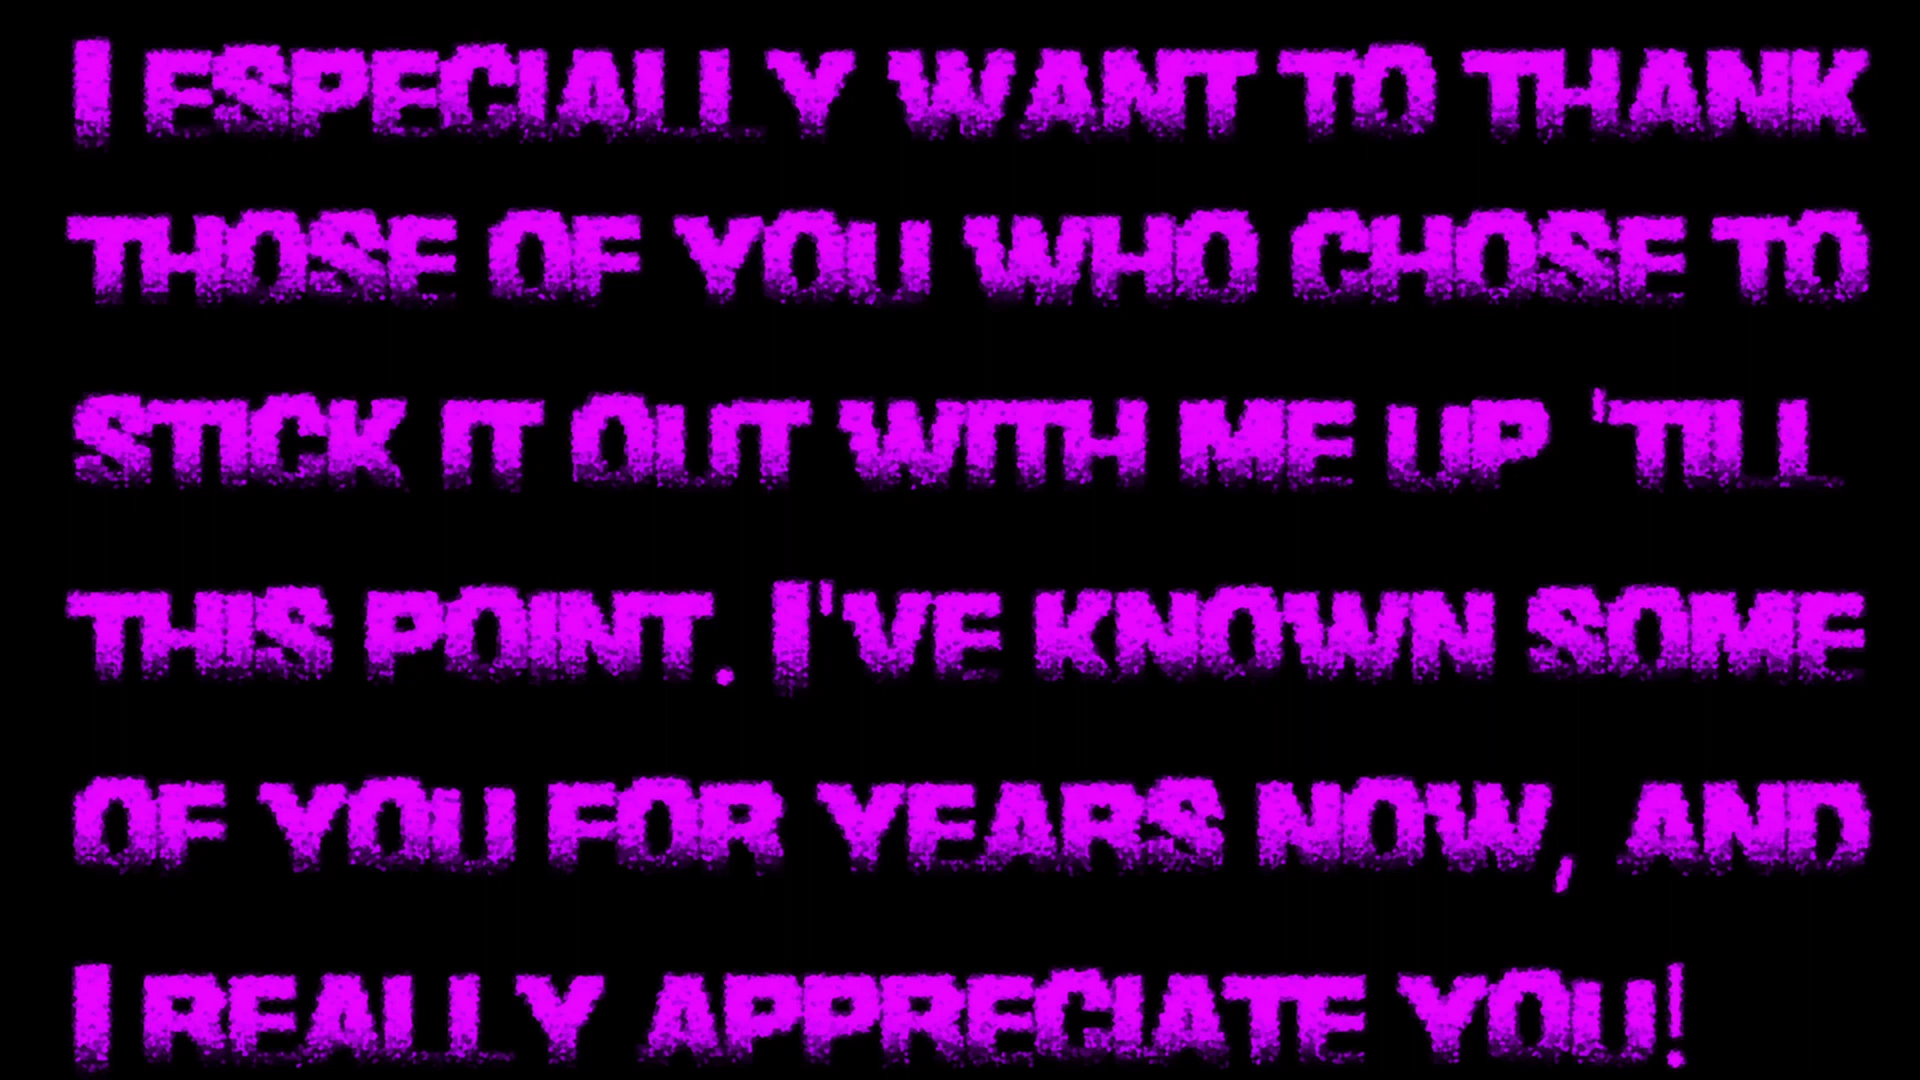 I ESPECIALLY WANT TO THANK
THOSE OF YOU WHO CHOSE TO
STICK IT OUT WITH ME UP 'TILL
THIS POINT. I'VE KNOWN SOME
OF YOU FOR YEARS NOW, AND
I REALLY APPRECIATE YOU!